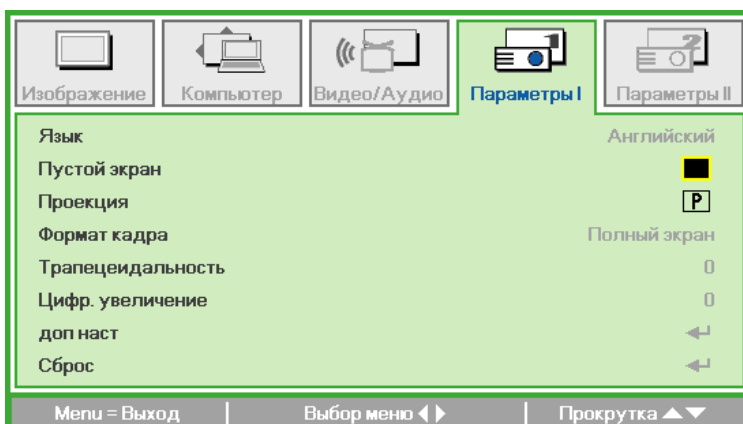 Изображение Компьютер Видео/Аудио Параметры I Параметры II
Язык Английский
Пустой экран
Проекция P
Формат кадра Полный экран
Трапецеидальность 0
Цифр. увеличение 0
доп наст
Сброс
Menu = Выход Выбор меню Прокрутка